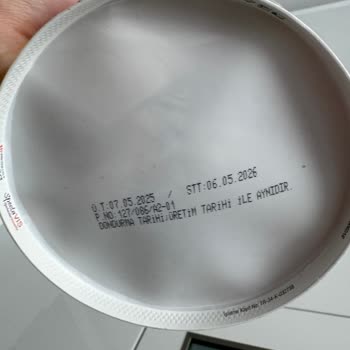 Ü.T:07.05.2025 / STT:06.05.2026
P.NO:127/086/A2-01
DONDURMA TARİHİ:ÜRETİM TARİHİ İLE AYNIDIR.